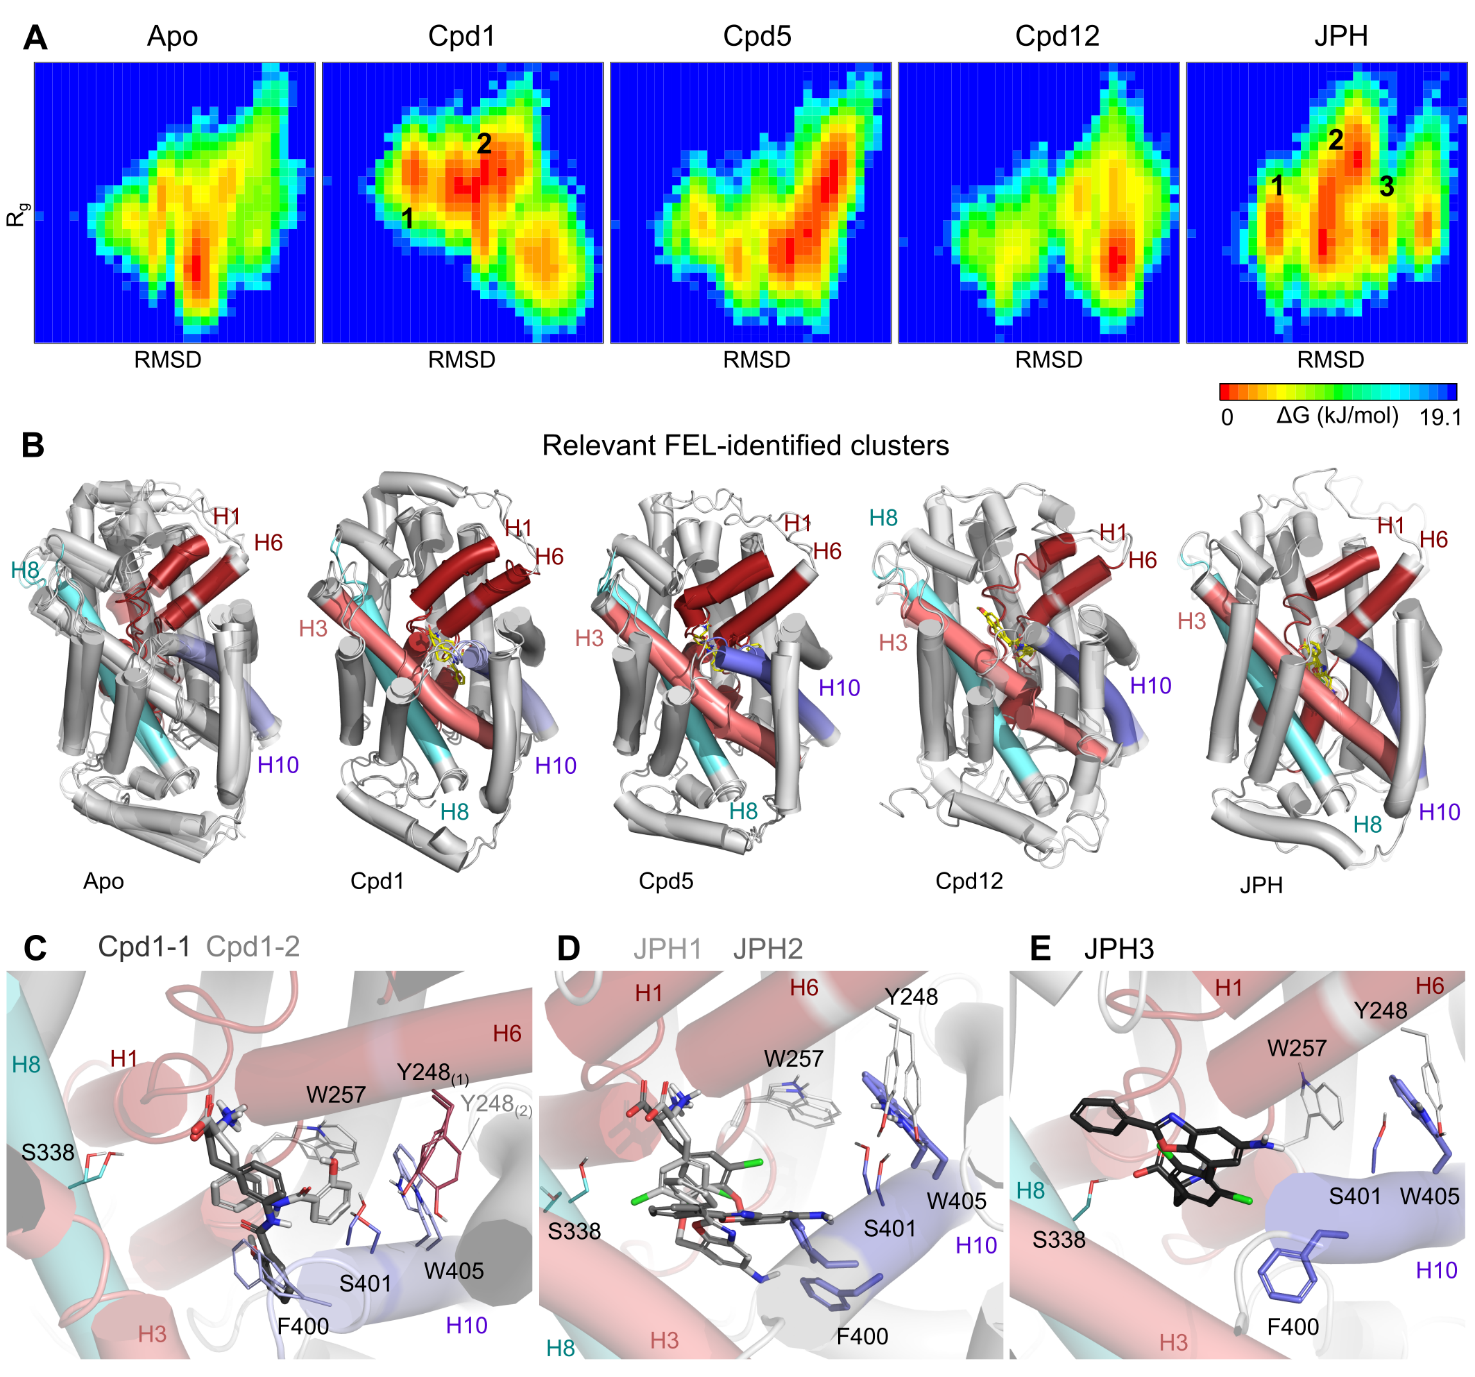 A Apo Cpd1 Cpd5 Cpd12 JPH
1 2 1 2 3
Rg
RMSD RMSD RMSD RMSD RMSD
0 ΔG (kJ/mol) 19.1
B Relevant FEL-identified clusters
H1 H6 H8 H10
H1 H6 H3 H10 H8
H1 H6 H10 H8
H8 H1 H6 H3 H10
H1 H6 H3 H10 H8
Apo Cpd1 Cpd5 Cpd12 JPH
C Cpd1-1 Cpd1-2
H8 H1 H6
Y248(1)
W257 Y248(2)
S338
S401 W405
F400 H10
H3
D JPH1 JPH2
H1 H6 Y248
W257
S338 S401 W405
H10
F400
H8 H3
E JPH3
H1 H6
Y248
W257
H8 S401 W405
S338
H10
F400
H3